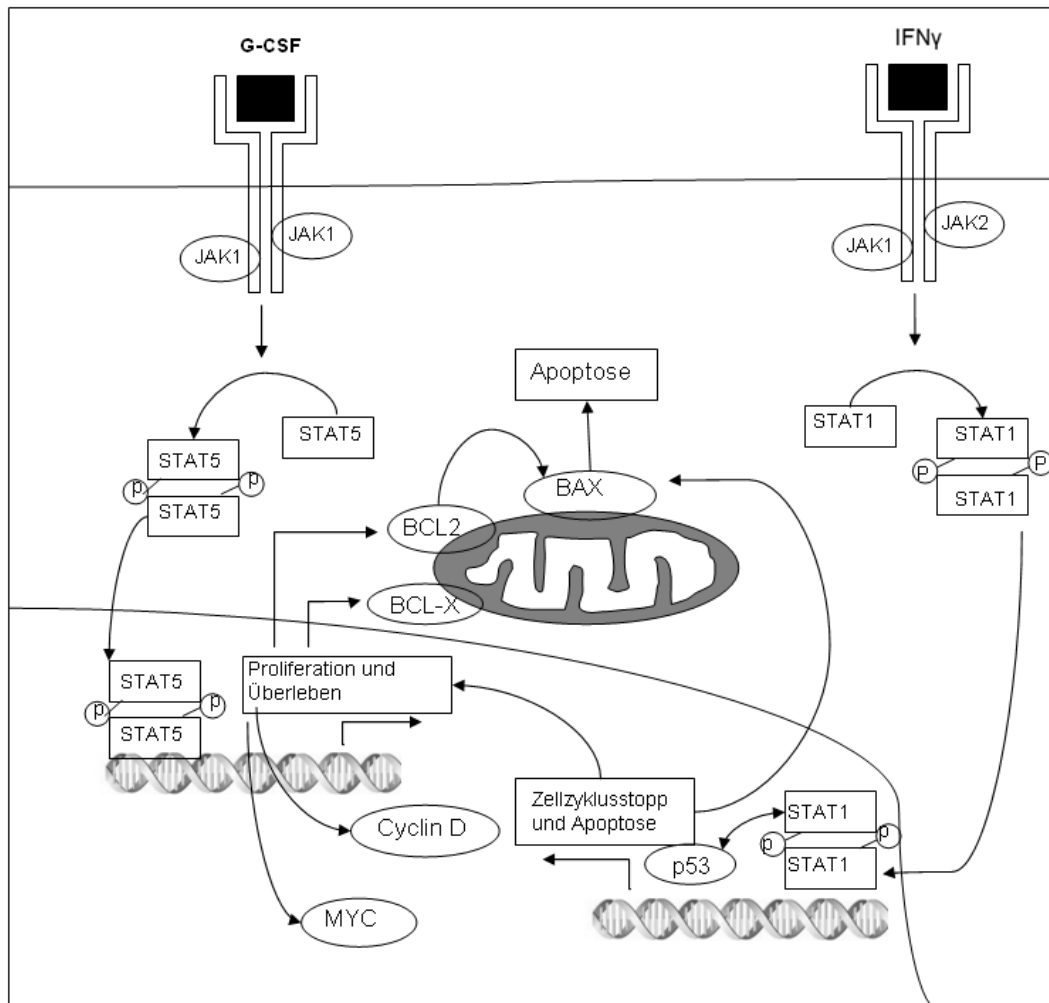 G-CSF
IFNγ
JAK1
JAK1
JAK1
JAK2
Apoptose
STAT5
STAT5
p
p
STAT5
STAT1
STAT1
P
P
STAT1
BAX
BCL2
BCL-X
Proliferation und
Überleben
STAT5
p
p
STAT5
Zellzyklusstopp
und Apoptose
p53
STAT1
p
p
STAT1
Cyclin D
MYC